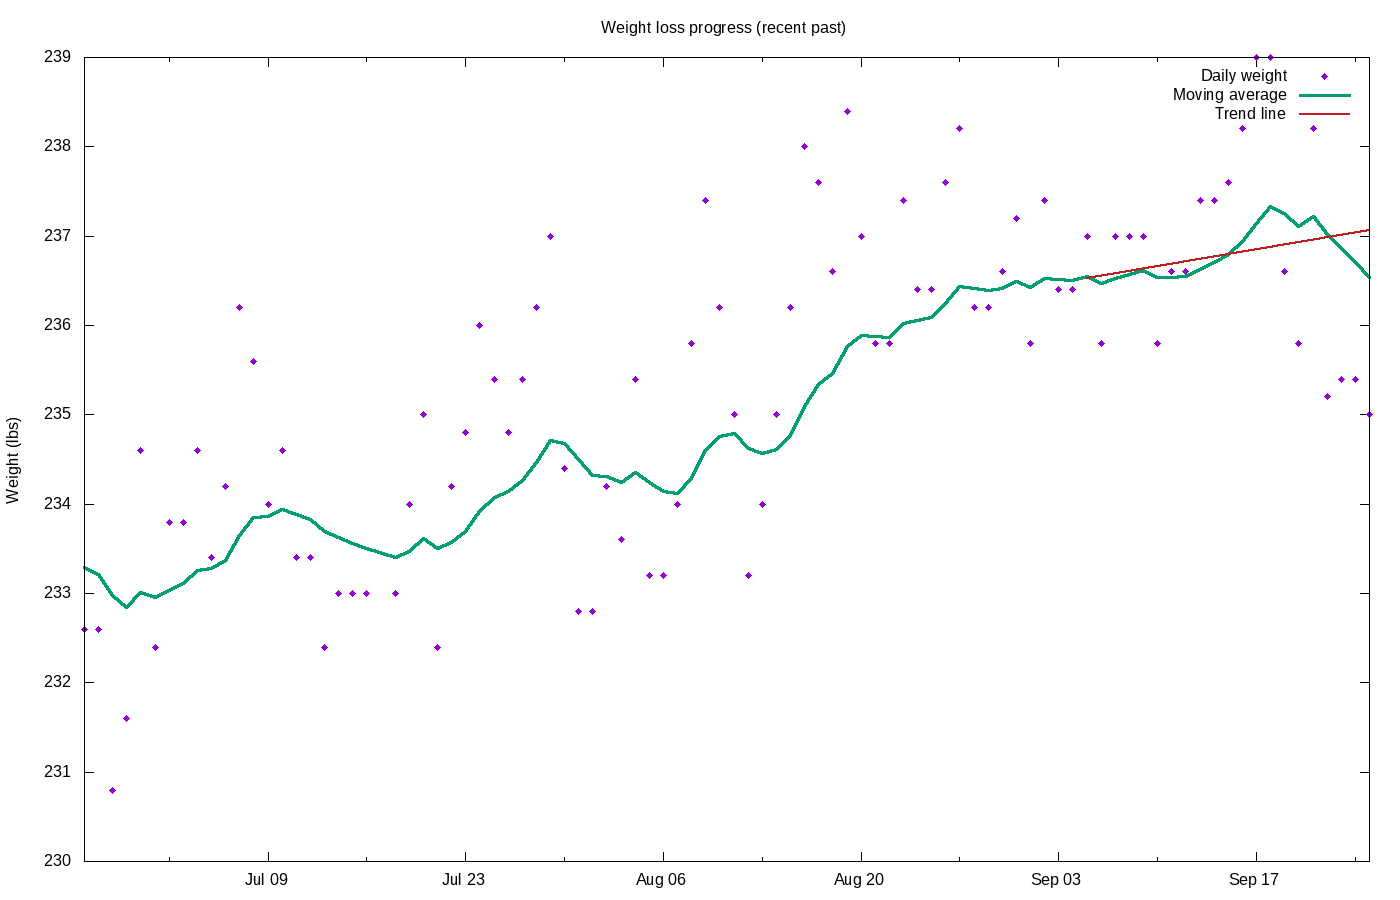 Weight loss progress (recent past)
239
238
237
236
235
234
233
232
231
230
Weight (lbs)
Daily weight
Moving average
Trend line
Jul 09
Jul 23
Aug 06
Aug 20
Sep 03
Sep 17